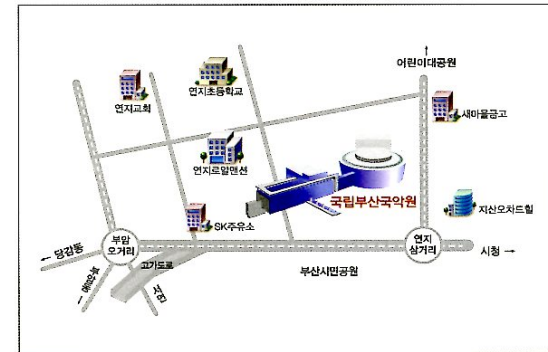 어린이대공원
연지초등학교
연지교회
새마을금고
연지로얄맨션
국립부산국악원
지산오차드힐
SK주유소
부암
오거리
연지
삼거리
← 당감동
고가도로
부산시민공원
시청 →
부암동
서면